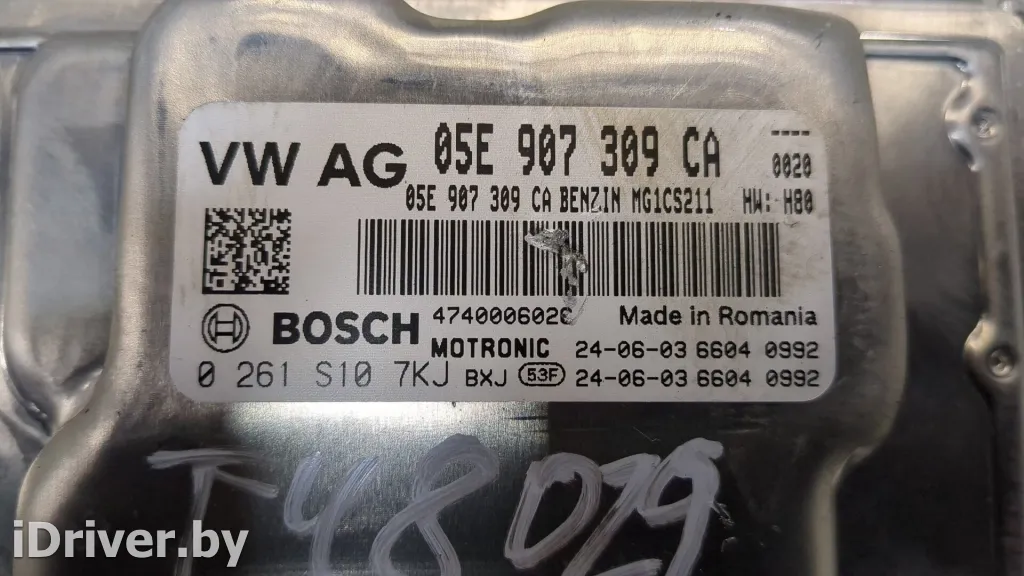 VW AG 05E 907 309 CA ----
0020
05E 907 309 CA BENZIN MG1CS211 HW: H80
BOSCH 4740006026 Made in Romania
MOTRONIC 24-06-03 6604 0992
0 261 S10 7KJ BXJ 53F 24-06-03 6604 0992
T48029
iDriver.by